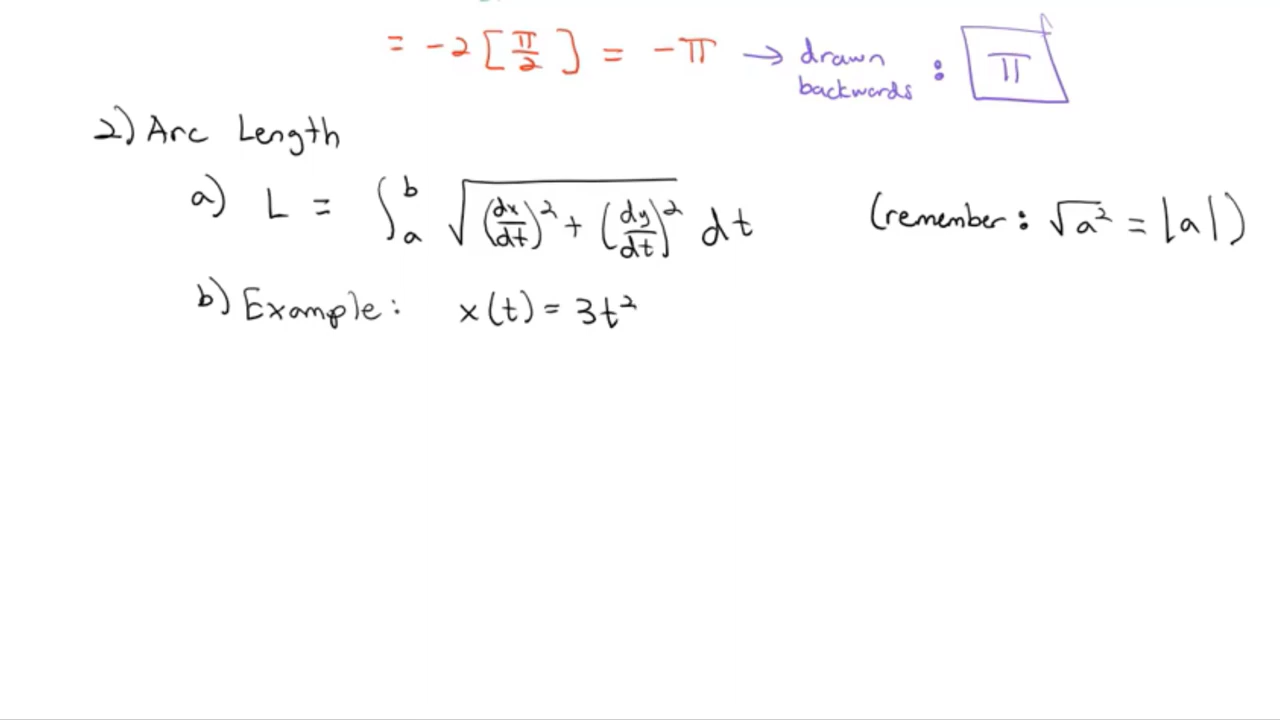 = -2 [π/2] = -π → drawn backwards : π
2) Arc Length
a) L = ∫_a^b √((dx/dt)² + (dy/dt)²) dt (remember: √a² = |a|)
b) Example: x(t) = 3t²